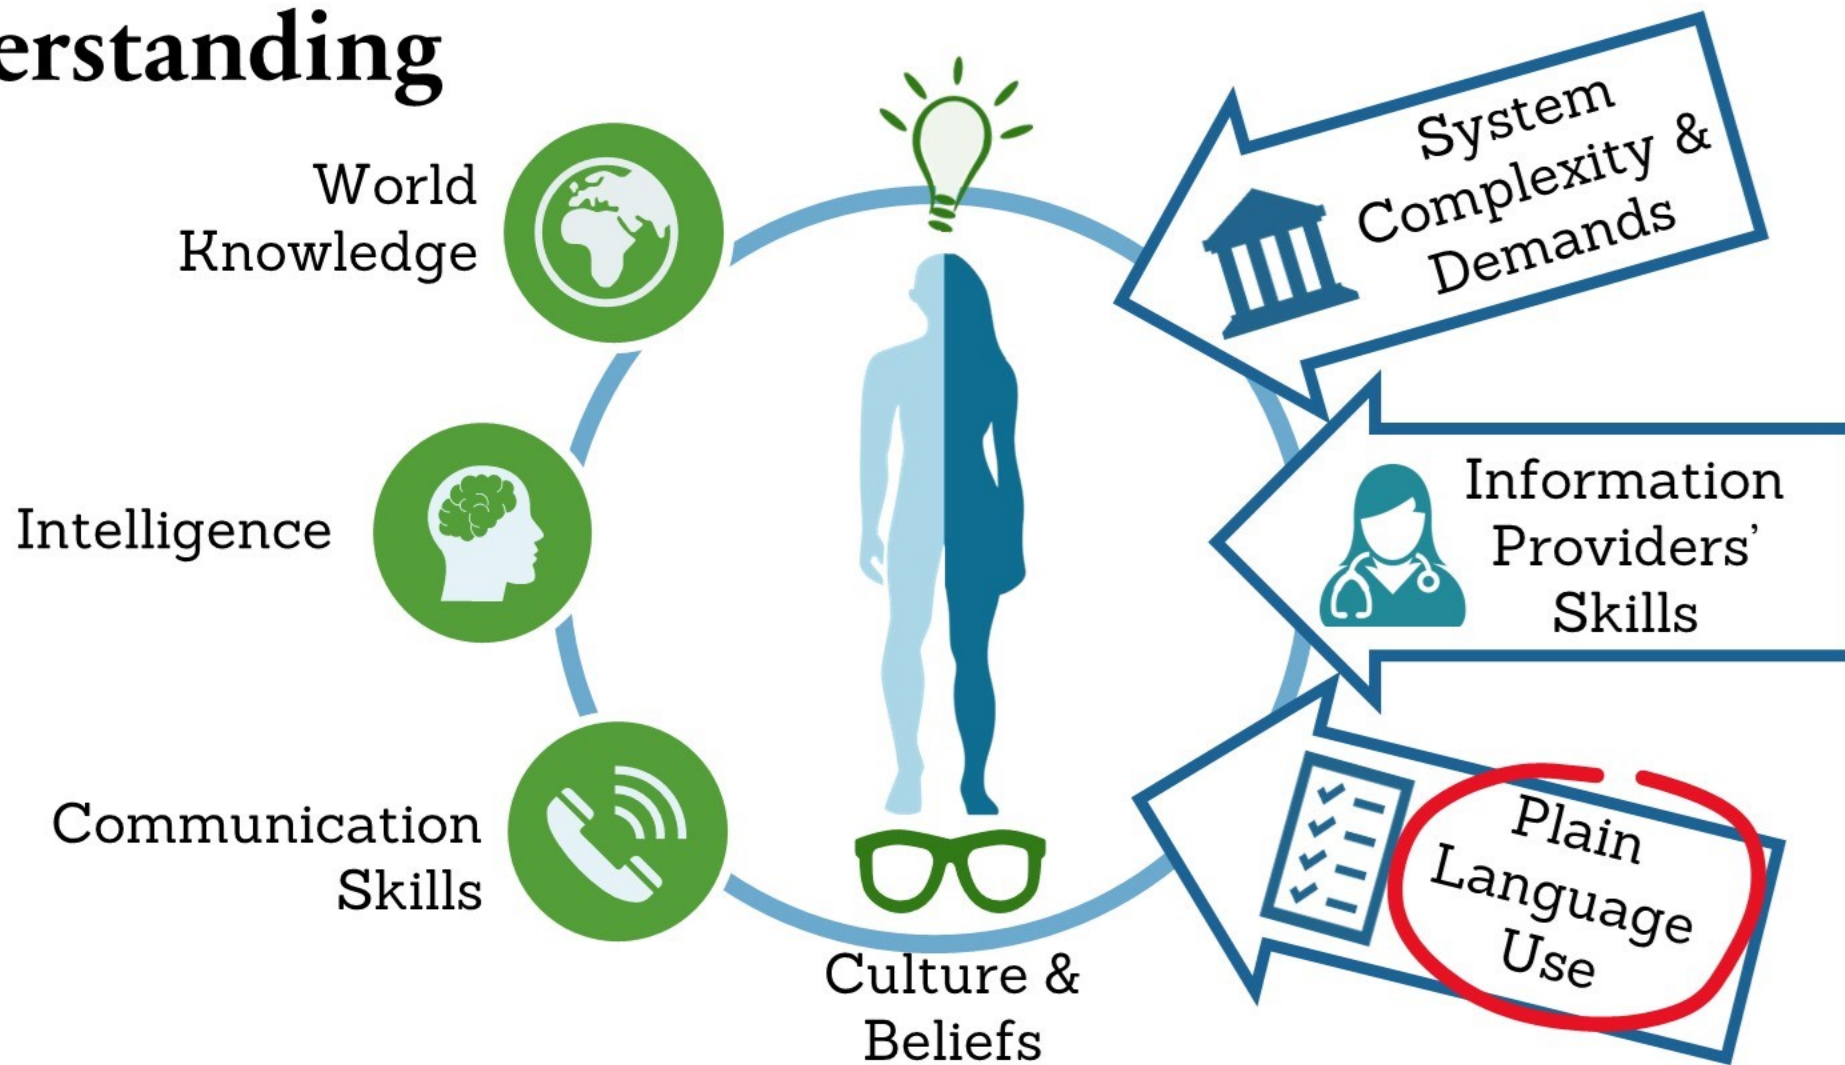 erstanding
World
Knowledge
Intelligence
Communication
Skills
Culture &
Beliefs
System
Complexity &
Demands
Information
Providers’
Skills
Plain
Language
Use